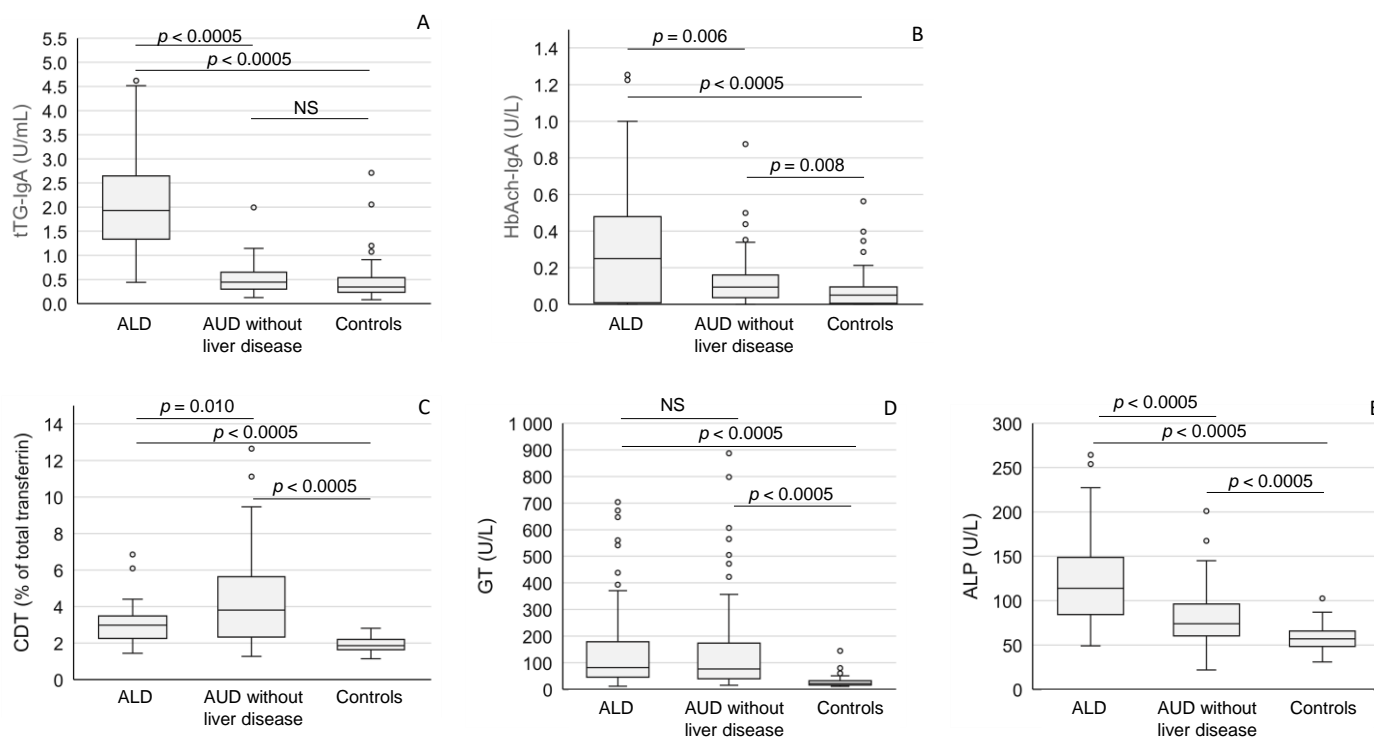 A
p < 0.0005
p < 0.0005
NS
tTG-IgA (U/mL)
5.5
5.0
4.5
4.0
3.5
3.0
2.5
2.0
1.5
1.0
0.5
0.0
ALD
AUD without
liver disease
Controls
B
p = 0.006
p < 0.0005
p = 0.008
HbAch-IgA (U/L)
1.4
1.2
1.0
0.8
0.6
0.4
0.2
0.0
ALD
AUD without
liver disease
Controls
C
p = 0.010
p < 0.0005
p < 0.0005
CDT (% of total transferrin)
14
12
10
8
6
4
2
0
ALD
AUD without
liver disease
Controls
D
NS
p < 0.0005
p < 0.0005
GT (U/L)
1 000
900
800
700
600
500
400
300
200
100
0
ALD
AUD without
liver disease
Controls
E
p < 0.0005
p < 0.0005
p < 0.0005
ALP (U/L)
300
250
200
150
100
50
0
ALD
AUD without
liver disease
Controls